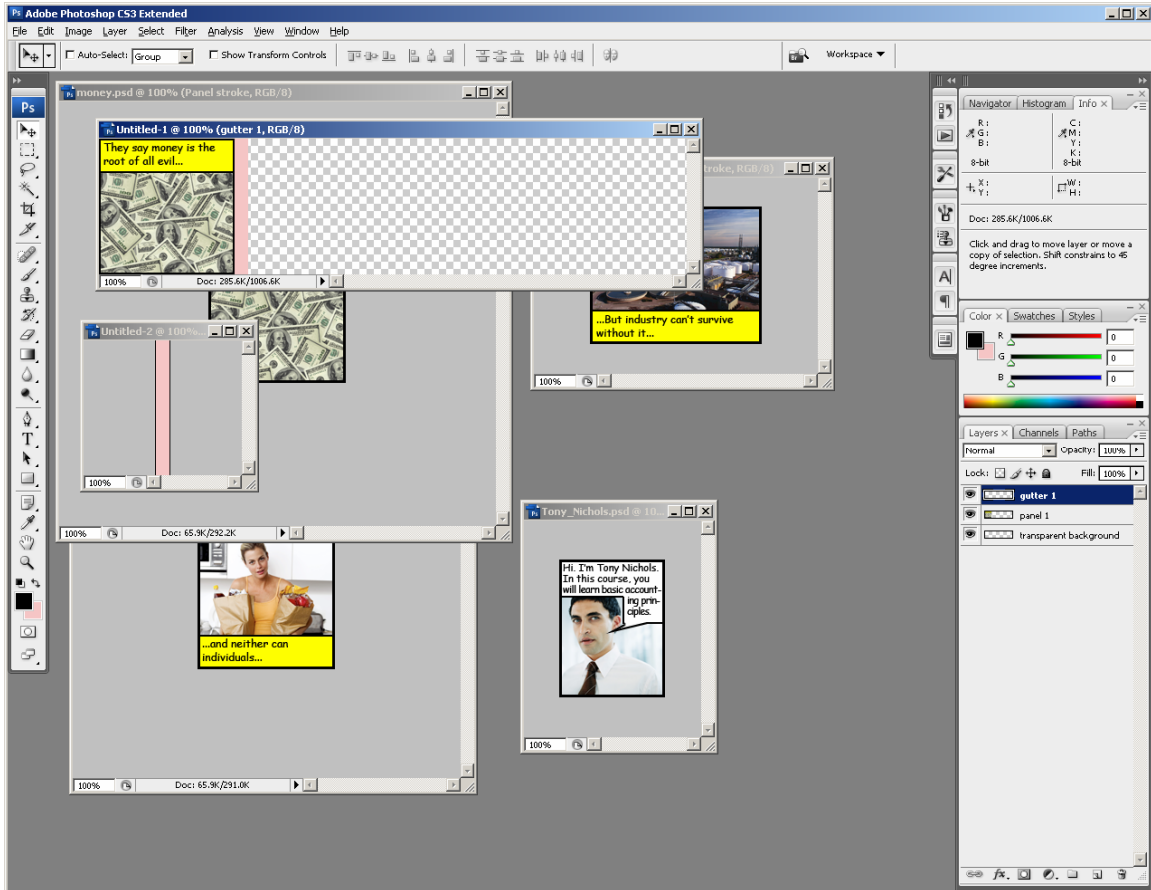 Ps Adobe Photoshop CS3 Extended
File Edit Image Layer Select Filter Analysis View Window Help
Auto-Select: Group Show Transform Controls Workspace
money.psd @ 100% (Panel stroke, RGB/8)
Untitled-1 @ 100% (gutter 1, RGB/8)
They say money is the
root of all evil...
100% Doc: 285.6K/1006.6K
troke, RGB/8)
...But industry can't survive
without it...
100%
Untitled-2 @ 100%...
100%
100% Doc: 65.9K/292.2K
...and neither can
individuals...
100% Doc: 65.9K/291.0K
Tony_Nichols.psd @ 10...
Hi. I'm Tony Nichols.
In this course, you
will learn basic account-
ing prin-
ciples.
100%
Ps
T
Navigator Histogram Info
R: C:
G: M:
B: Y:
K:
8-bit 8-bit
X: W:
Y: H:
Doc: 285.6K/1006.6K
Click and drag to move layer or move a
copy of selection. Shift constrains to 45
degree increments.
A
Color Swatches Styles
R 0
G 0
B 0
Layers Channels Paths
Normal Opacity: 100%
Lock: Fill: 100%
gutter 1
panel 1
transparent background
fx.